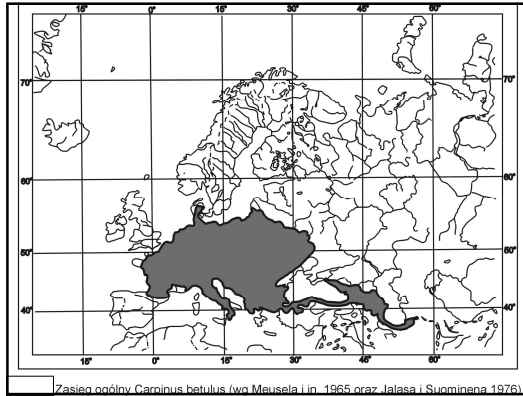 15° 0° 15° 30° 45° 60°
70° 70°
60° 60°
50° 50°
40° 40°
15° 0° 15° 30° 45° 60°
Zasięg ogólny Carpinus betulus (wg Meusela i in. 1965 oraz Jalasa i Suominena 1976)